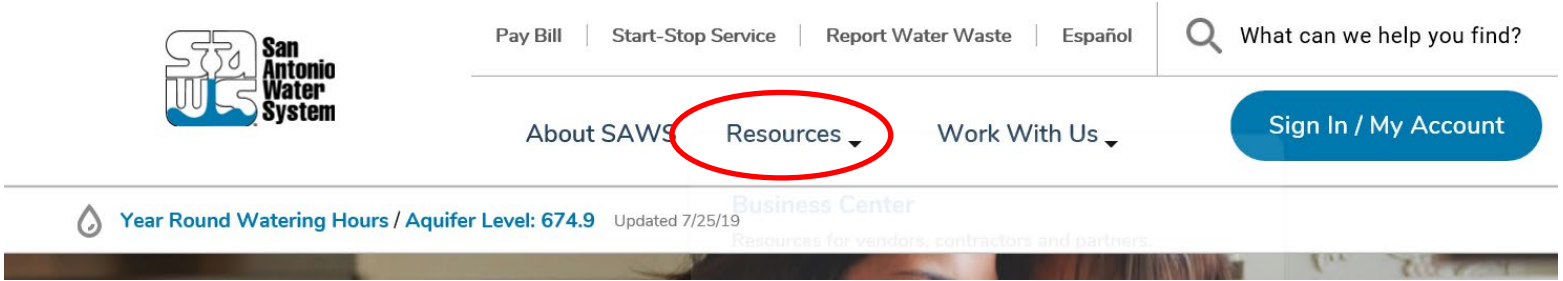 SAWS
San
Antonio
Water
System
Pay Bill | Start-Stop Service | Report Water Waste | Español
What can we help you find?
About SAWS
Resources
Work With Us
Sign In / My Account
Year Round Watering Hours / Aquifer Level: 674.9 Updated 7/25/19
Business Center
Resources for vendors, contractors and partners.